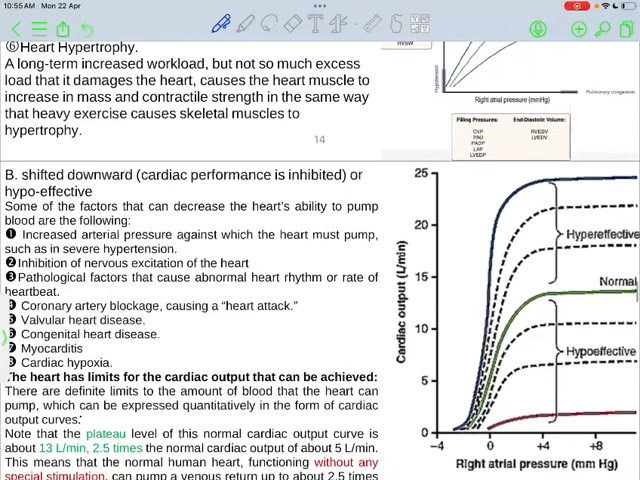 10:55 AM Mon 22 Apr
⑥Heart Hypertrophy.
A long-term increased workload, but not so much excess
load that it damages the heart, causes the heart muscle to
increase in mass and contractile strength in the same way
that heavy exercise causes skeletal muscles to
hypertrophy.
14
RVSW
Hypotension
Pulmonary congestion
Right atrial pressure (mmHg)
Filling Pressures:
CVP
PAD
PAOP
LAP
LVEDP
End-Diastolic Volume:
RVEDV
LVEDV
B. shifted downward (cardiac performance is inhibited) or
hypo-effective
Some of the factors that can decrease the heart's ability to pump
blood are the following:
❶ Increased arterial pressure against which the heart must pump,
such as in severe hypertension.
❷Inhibition of nervous excitation of the heart
❸Pathological factors that cause abnormal heart rhythm or rate of
heartbeat.
Coronary artery blockage, causing a “heart attack.”
Valvular heart disease.
Congenital heart disease.
Myocarditis
Cardiac hypoxia.
The heart has limits for the cardiac output that can be achieved:
There are definite limits to the amount of blood that the heart can
pump, which can be expressed quantitatively in the form of cardiac
output curves.
Note that the plateau level of this normal cardiac output curve is
about 13 L/min, 2.5 times the normal cardiac output of about 5 L/min.
This means that the normal human heart, functioning without any
special stimulation, can pump a venous return up to about 2.5 times
Cardiac output (L/min)
25
20
15
10
5
0
−4 0 +4 +8
Right atrial pressure (mm Hg)
Hypereffective
Normal
Hypoeffective